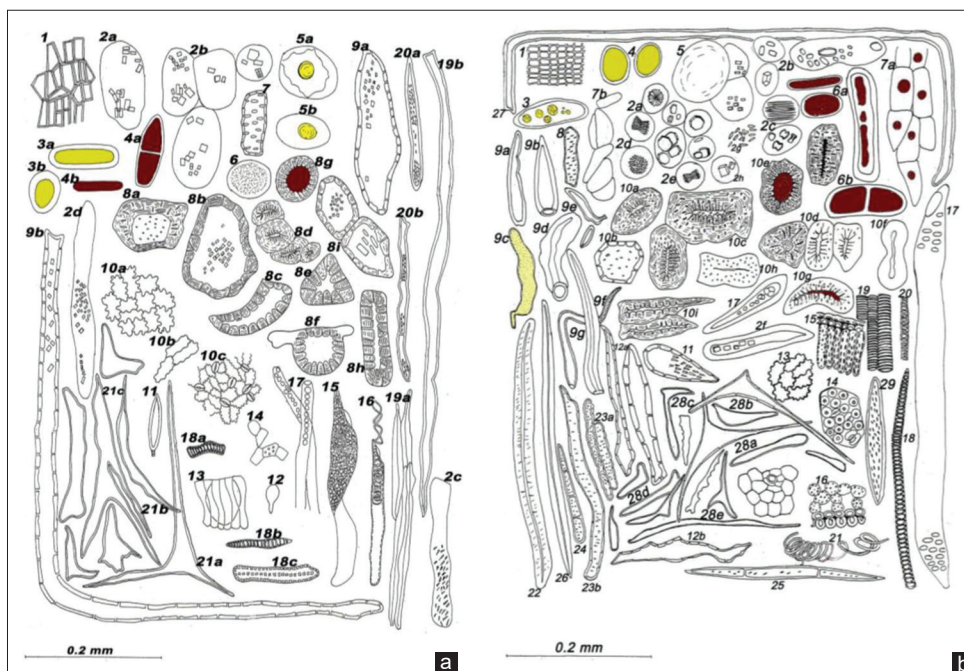 1
2a
2b
5a
9a
20a
19b
7
5b
4a
3a
6
8g
3b
4b
8a
8b
8i
2d
8d
20b
9b
8c
8e
10a
8f
10b
8h
10c
21c
11
17
15
16
19a
14
18a
13
12
2c
21b
18b
21a
18c
0.2 mm
a
1
4
5
2b
7a
6a
3
7b
2a
27
8
2c
9a
9b
2d
2e
2h
10e
6b
9e
10a
17
9c
9d
10d
10f
10b
10c
10h
10g
9f
17
19
20
10i
15
9g
2f
12a
11
13
29
28c
28b
14
23a
18
28a
16
28d
28e
24
12b
21
26
22
23b
25
0.2 mm
b